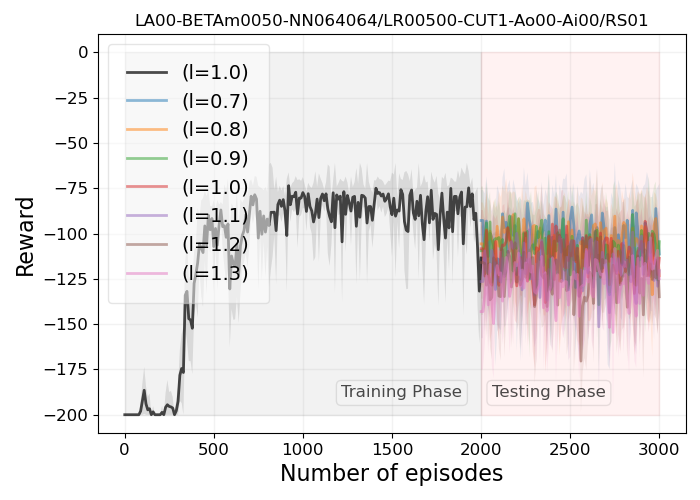 LA00-BETAm0050-NN064064/LR00500-CUT1-Ao00-Ai00/RS01
0
−25
−50
−75
−100
−125
−150
−175
−200
Reward
(l=1.0)
(l=0.7)
(l=0.8)
(l=0.9)
(l=1.0)
(l=1.1)
(l=1.2)
(l=1.3)
Training Phase
Testing Phase
0 500 1000 1500 2000 2500 3000
Number of episodes